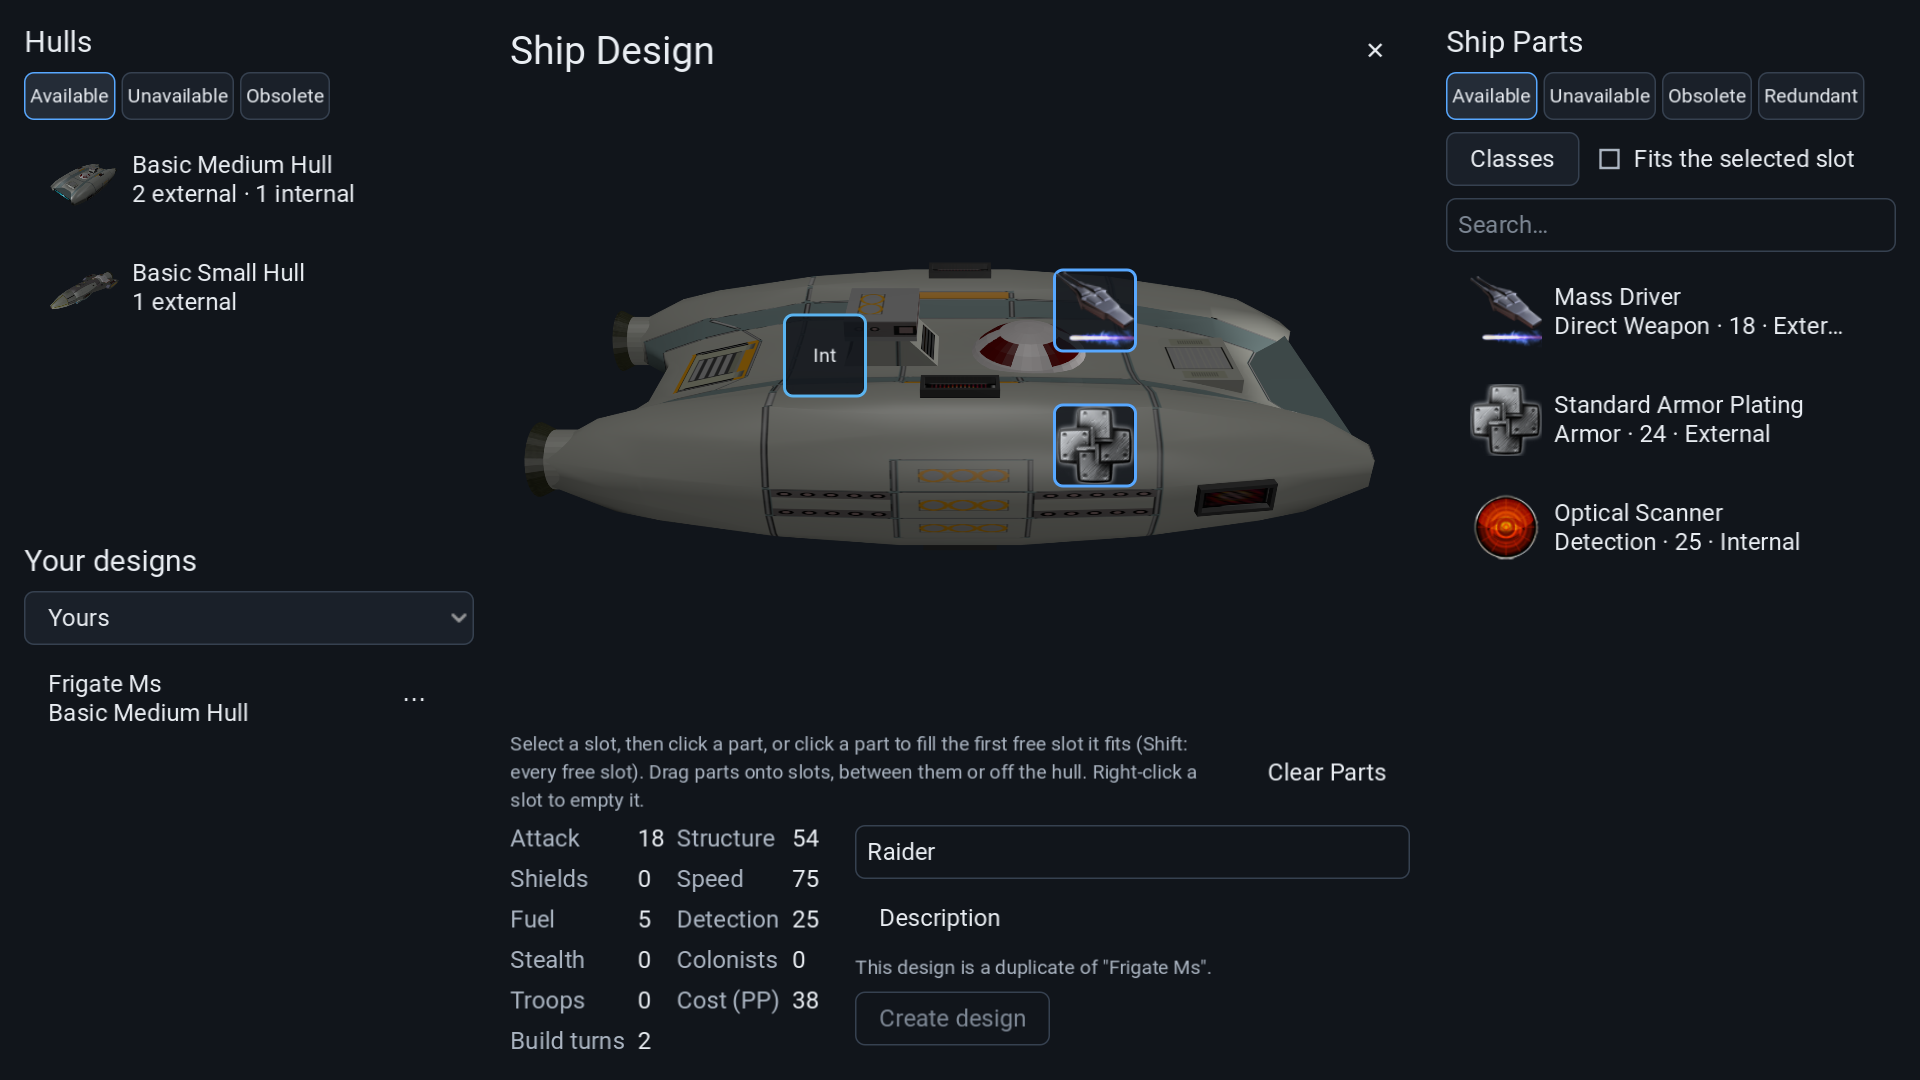 Hulls
Available
Unavailable
Obsolete
Basic Medium Hull
2 external · 1 internal
Basic Small Hull
1 external
Your designs
Yours
Frigate Ms
Basic Medium Hull
...
Ship Design
×
Int
Select a slot, then click a part, or click a part to fill the first free slot it fits (Shift:
every free slot). Drag parts onto slots, between them or off the hull. Right-click a
slot to empty it.
Clear Parts
Attack 18 Structure 54
Shields 0 Speed 75
Fuel 5 Detection 25
Stealth 0 Colonists 0
Troops 0 Cost (PP) 38
Build turns 2
Raider
Description
This design is a duplicate of "Frigate Ms".
Create design
Ship Parts
Available
Unavailable
Obsolete
Redundant
Classes
Fits the selected slot
Search...
Mass Driver
Direct Weapon · 18 · Exter...
Standard Armor Plating
Armor · 24 · External
Optical Scanner
Detection · 25 · Internal